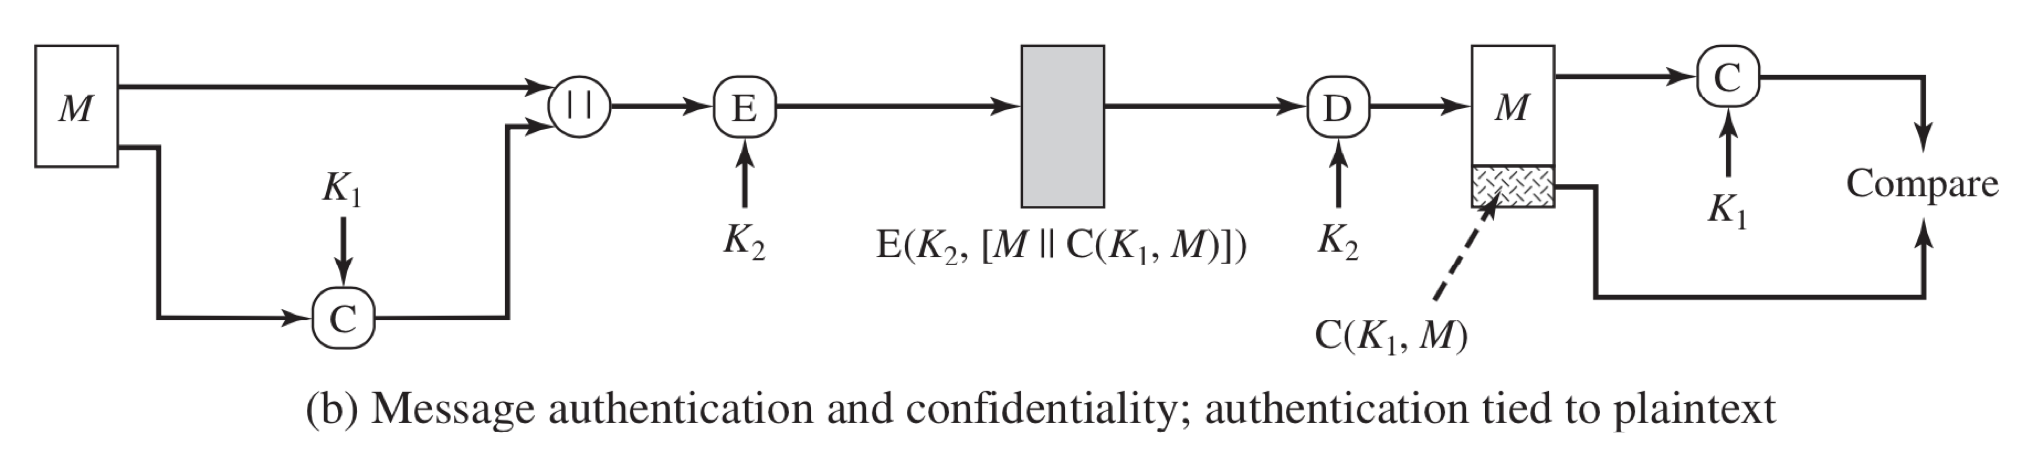 M
||
E
D
M
C
K₁
K₂
E(K₂, [M || C(K₁, M)])
K₂
K₁
Compare
C
C(K₁, M)
(b) Message authentication and confidentiality; authentication tied to plaintext